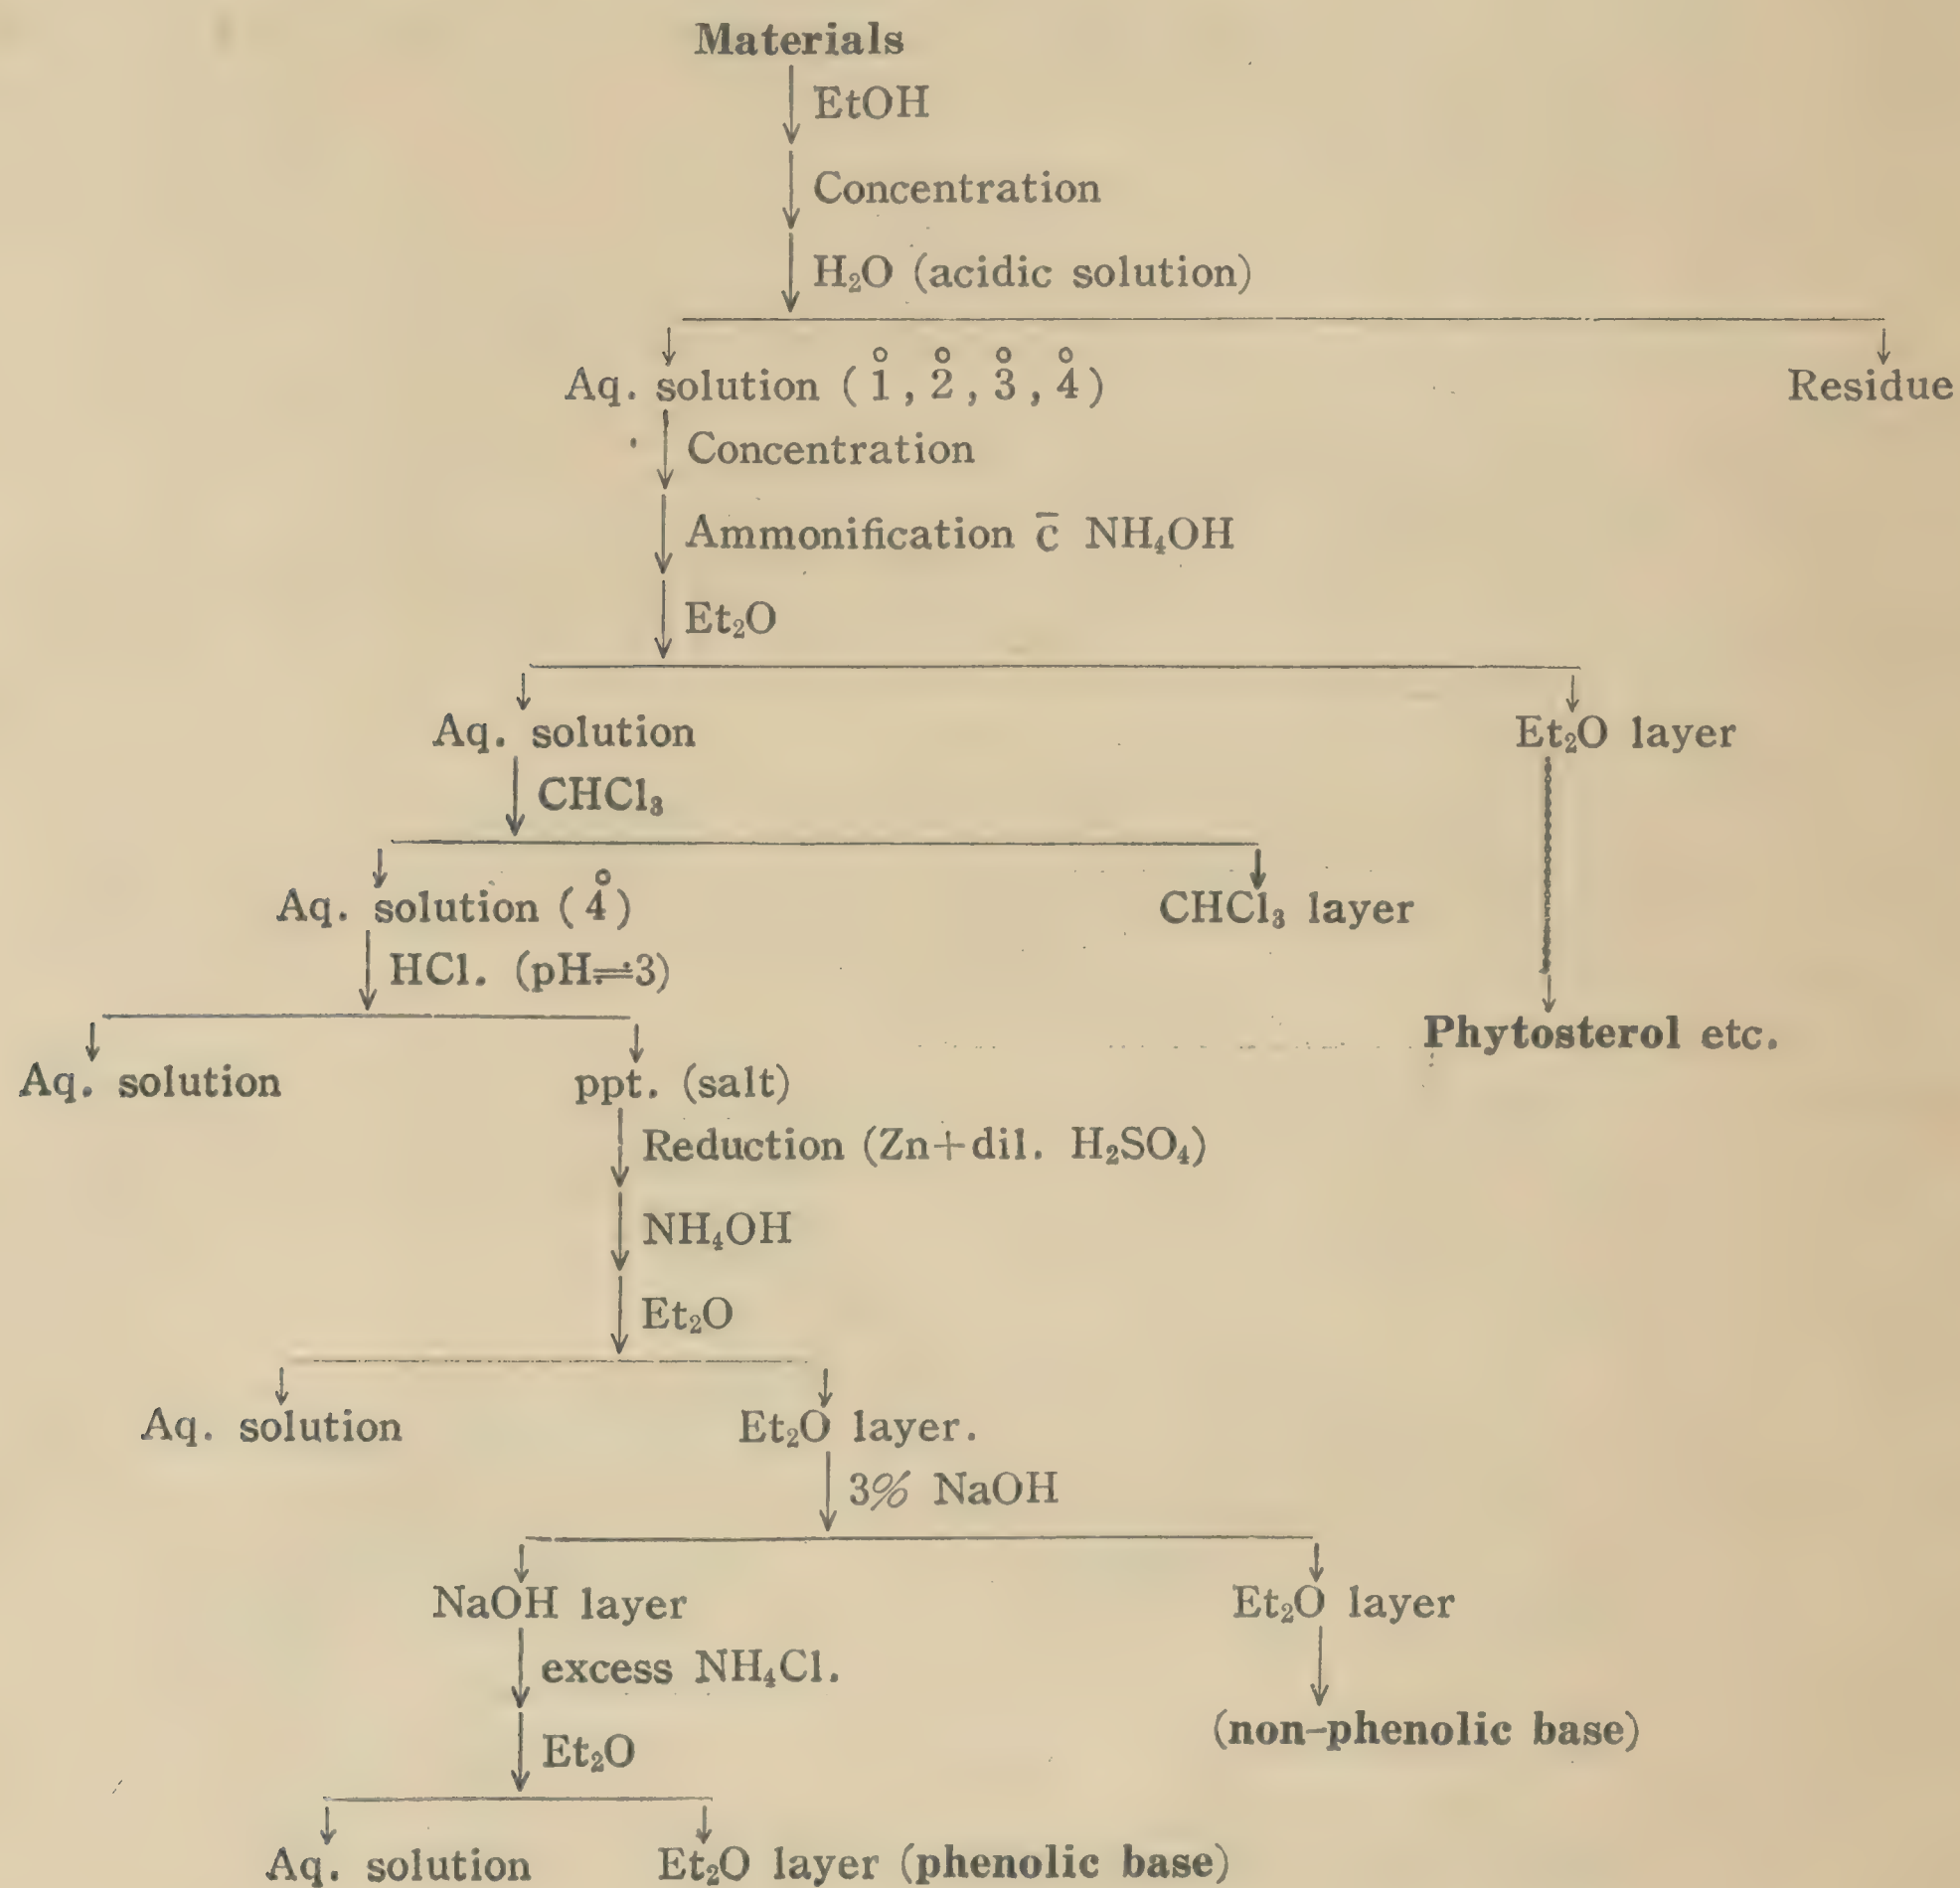 Materials
EtOH
Concentration
H₂O (acidic solution)
Aq. solution (1̊, 2̊, 3̊, 4̊) Residue
Concentration
Ammonification c̄ NH₄OH
Et₂O
Aq. solution Et₂O layer
CHCl₃
Aq. solution (4̊) CHCl₃ layer
HCl. (pH≓3)
Phytosterol etc.
Aq. solution ppt. (salt)
Reduction (Zn+dil. H₂SO₄)
NH₄OH
Et₂O
Aq. solution Et₂O layer.
3% NaOH
NaOH layer Et₂O layer
excess NH₄Cl.
(non-phenolic base)
Et₂O
Aq. solution Et₂O layer (phenolic base)